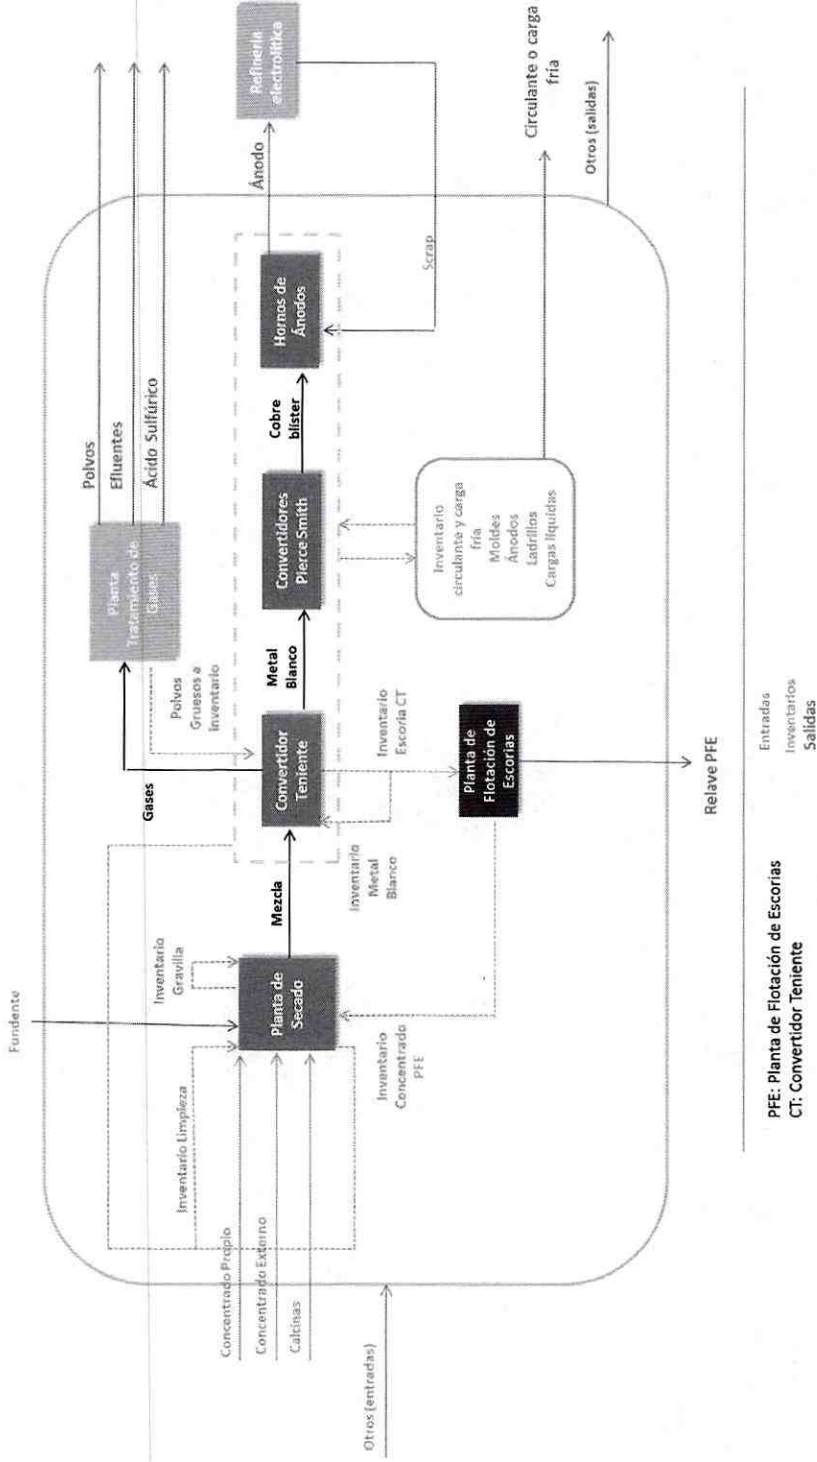 Fundente
Inventario Limpieza
Concentrado Propio
Concentrado Externo
Calcinas
Otros (entradas)
Inventario
Gravilla
Planta de
Secado
Inventario
Concentrado
PFE
Mezcla
Gases
Convertidor
Teniente
Inventario
Metal
Blanco
Inventario
Escoria CT
Planta de
Flotación de
Escorias
Relave PFE
Polvos
Gruesos a
Inventario
Metal
Blanco
Planta
Tratamiento de
Gases
Polvos
Efluentes
Ácido Sulfúrico
Convertidores
Pierce Smith
Inventario
circulante y carga
fría
Moldes
Ánodos
Ladrillos
Cargas líquidas
Cobre
blíster
Hornos de
Ánodos
Ánodo
Refinería
electrolítica
Scrap
Circulante o carga
fría
Otros (salidas)
Entradas
Inventarios
Salidas
PFE: Planta de Flotación de Escorias
CT: Convertidor Teniente